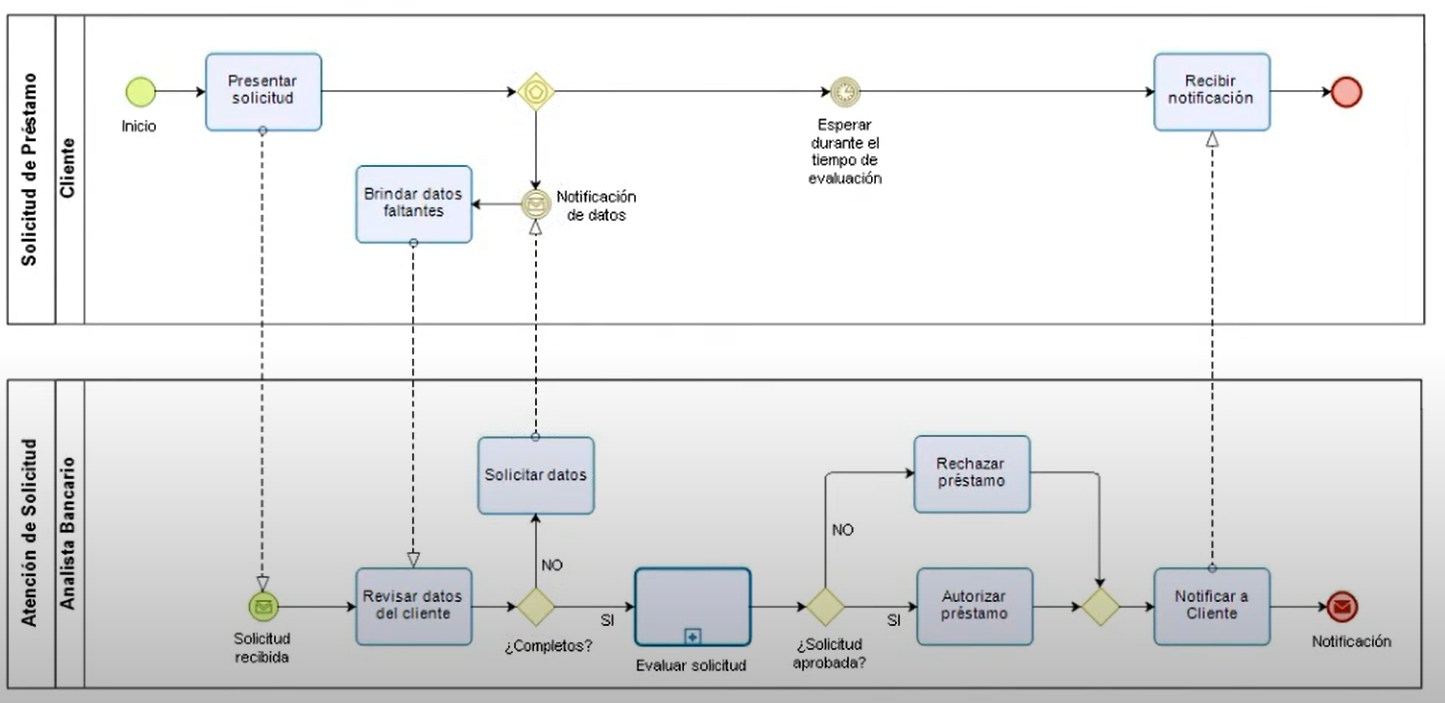 Solicitud de Préstamo
Cliente
Inicio
Presentar
solicitud
Brindar datos
faltantes
Notificación
de datos
Esperar
durante el
tiempo de
evaluación
Recibir
notificación
Atención de Solicitud
Analista Bancario
Solicitud
recibida
Revisar datos
del cliente
Solicitar datos
NO
¿Completos?
SI
Evaluar solicitud
¿Solicitud
aprobada?
NO
SI
Rechazar
préstamo
Autorizar
préstamo
Notificar a
Cliente
Notificación